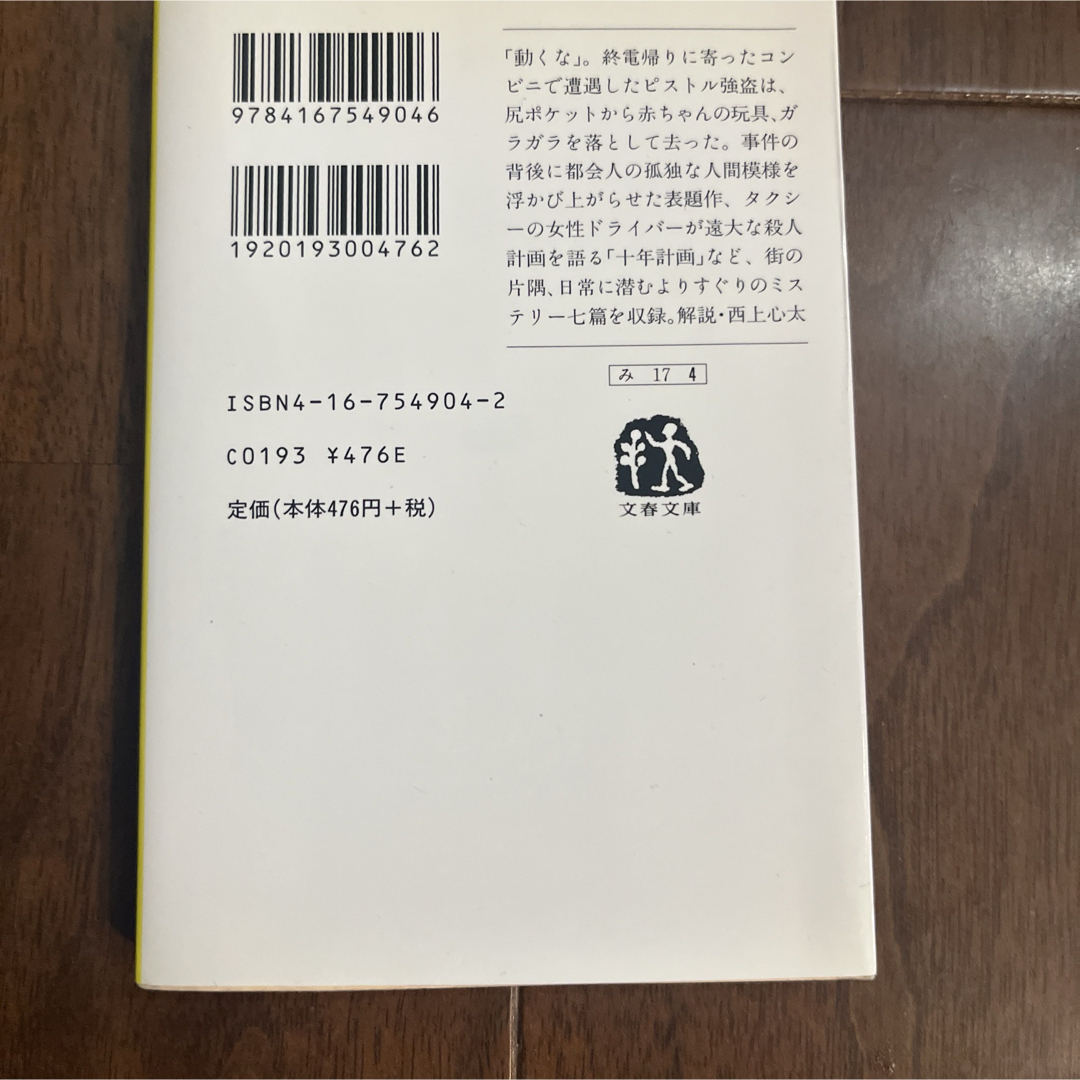 9784167549046
1920193004762
「動くな」。終電帰りに寄ったコン
ビニで遭遇したピストル強盗は、
尻ポケットから赤ちゃんの玩具、ガ
ラガラを落として去った。事件の
背後に都会人の孤独な人間模様を
浮かび上がらせた表題作、タクシ
ーの女性ドライバーが遠大な殺人
計画を語る「十年計画」など、街の
片隅、日常に潜むよりすぐりのミス
テリー七篇を収録。解説・西上心太
み 17 4
ISBN4-16-754904-2
C0193 ¥476E
定価(本体476円+税)
文春文庫